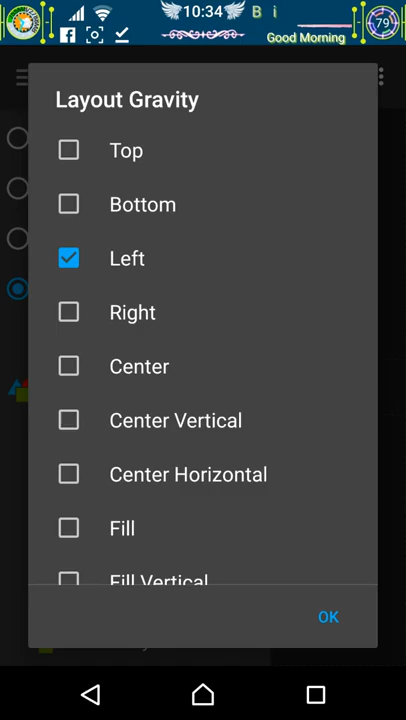 10:34
B i
79
Good Morning
Layout Gravity
Top
Bottom
Left
Right
Center
Center Vertical
Center Horizontal
Fill
Fill Vertical
OK